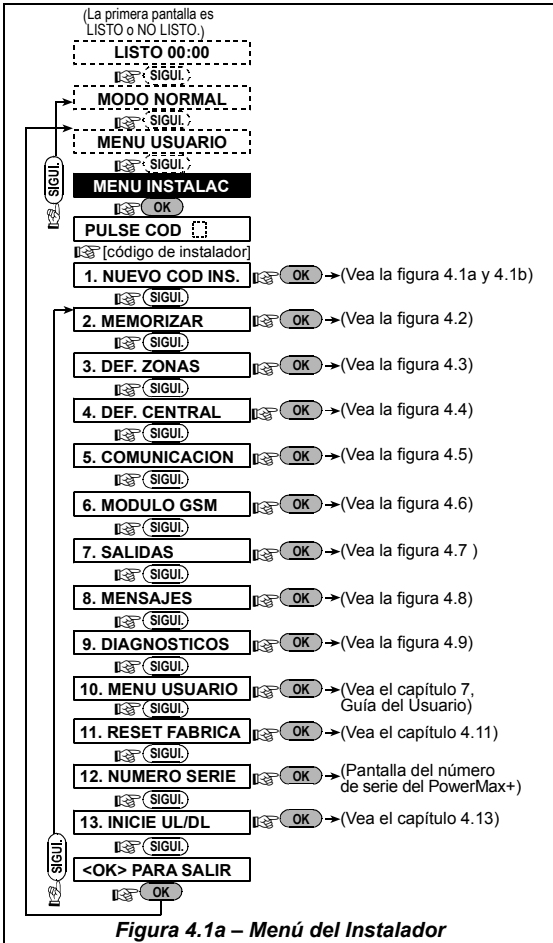 (La primera pantalla es
LISTO o NO LISTO.)
LISTO 00:00
SIGUI.
MODO NORMAL
SIGUI.
MENU USUARIO
SIGUI.
SIGUI.
MENU INSTALAC
OK
PULSE COD
[código de instalador]
1. NUEVO COD INS. OK (Vea la figura 4.1a y 4.1b)
SIGUI.
2. MEMORIZAR OK (Vea la figura 4.2)
SIGUI.
3. DEF. ZONAS OK (Vea la figura 4.3)
SIGUI.
4. DEF. CENTRAL OK (Vea la figura 4.4)
SIGUI.
5. COMUNICACION OK (Vea la figura 4.5)
SIGUI.
6. MODULO GSM OK (Vea la figura 4.6)
SIGUI.
7. SALIDAS OK (Vea la figura 4.7 )
SIGUI.
8. MENSAJES OK (Vea la figura 4.8)
SIGUI.
9. DIAGNOSTICOS OK (Vea la figura 4.9)
SIGUI.
10. MENU USUARIO OK (Vea el capítulo 7,
Guía del Usuario)
SIGUI.
11. RESET FABRICA OK (Vea el capítulo 4.11)
SIGUI.
12. NUMERO SERIE OK (Pantalla del número
de serie del PowerMax+)
SIGUI.
13. INICIE UL/DL OK (Vea el capítulo 4.13)
SIGUI.
SIGUI.
<OK> PARA SALIR
OK
Figura 4.1a – Menú del Instalador